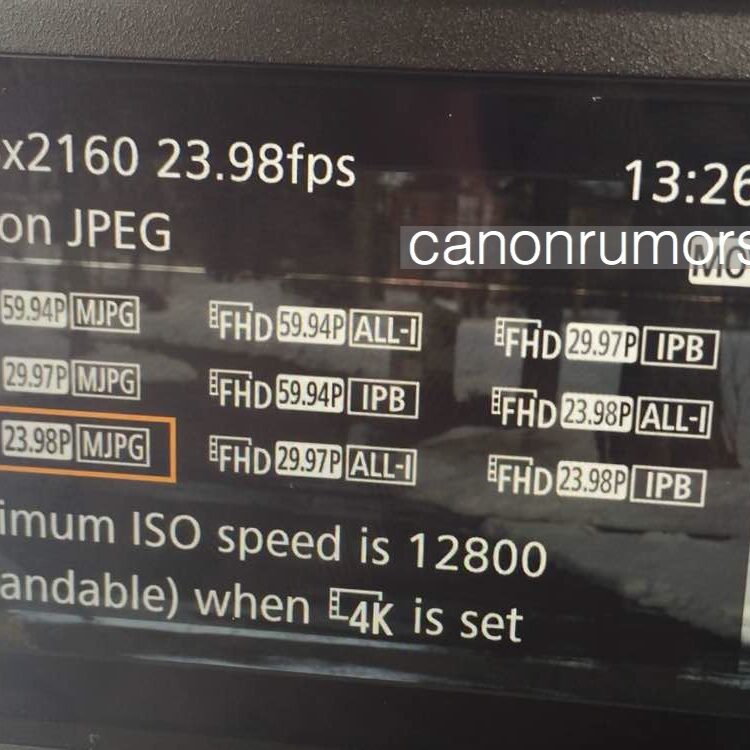 x2160 23.98fps
13:26
on JPEG
canonrumors
MO
59.94P MJPG FHD 59.94P ALL-I FHD 29.97P IPB
29.97P MJPG FHD 59.94P IPB FHD 23.98P ALL-I
23.98P MJPG FHD 29.97P ALL-I FHD 23.98P IPB
imum ISO speed is 12800
andable) when 4K is set